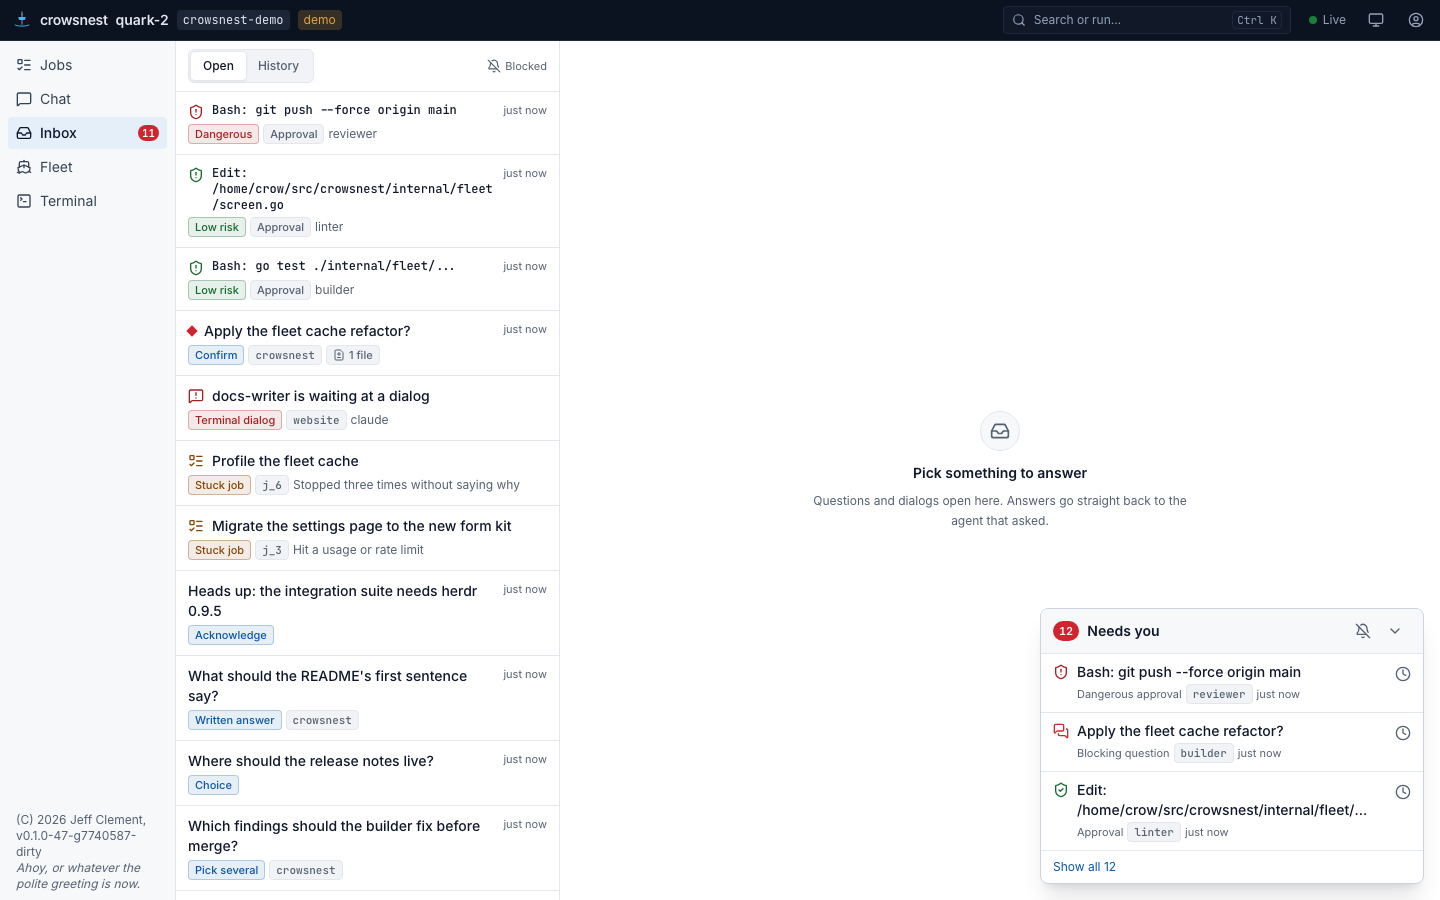 crowsnest quark-2 crowsnest-demo demo
Search or run... Ctrl K
Live
Jobs
Chat
Inbox 11
Fleet
Terminal
(C) 2026 Jeff Clement,
v0.1.0-47-g7740587-
dirty
Ahoy, or whatever the
polite greeting is now.
Open History Blocked
Bash: git push --force origin main just now
Dangerous Approval reviewer
Edit: just now
/home/crow/src/crowsnest/internal/fleet
/screen.go
Low risk Approval linter
Bash: go test ./internal/fleet/... just now
Low risk Approval builder
Apply the fleet cache refactor? just now
Confirm crowsnest 1 file
docs-writer is waiting at a dialog
Terminal dialog website claude
Profile the fleet cache
Stuck job j_6 Stopped three times without saying why
Migrate the settings page to the new form kit
Stuck job j_3 Hit a usage or rate limit
Heads up: the integration suite needs herdr just now
0.9.5
Acknowledge
What should the README's first sentence just now
say?
Written answer crowsnest
Where should the release notes live? just now
Choice
Which findings should the builder fix before just now
merge?
Pick several crowsnest
Pick something to answer
Questions and dialogs open here. Answers go straight back to the
agent that asked.
12 Needs you
Bash: git push --force origin main
Dangerous approval reviewer just now
Apply the fleet cache refactor?
Blocking question builder just now
Edit:
/home/crow/src/crowsnest/internal/fleet/...
Approval linter just now
Show all 12